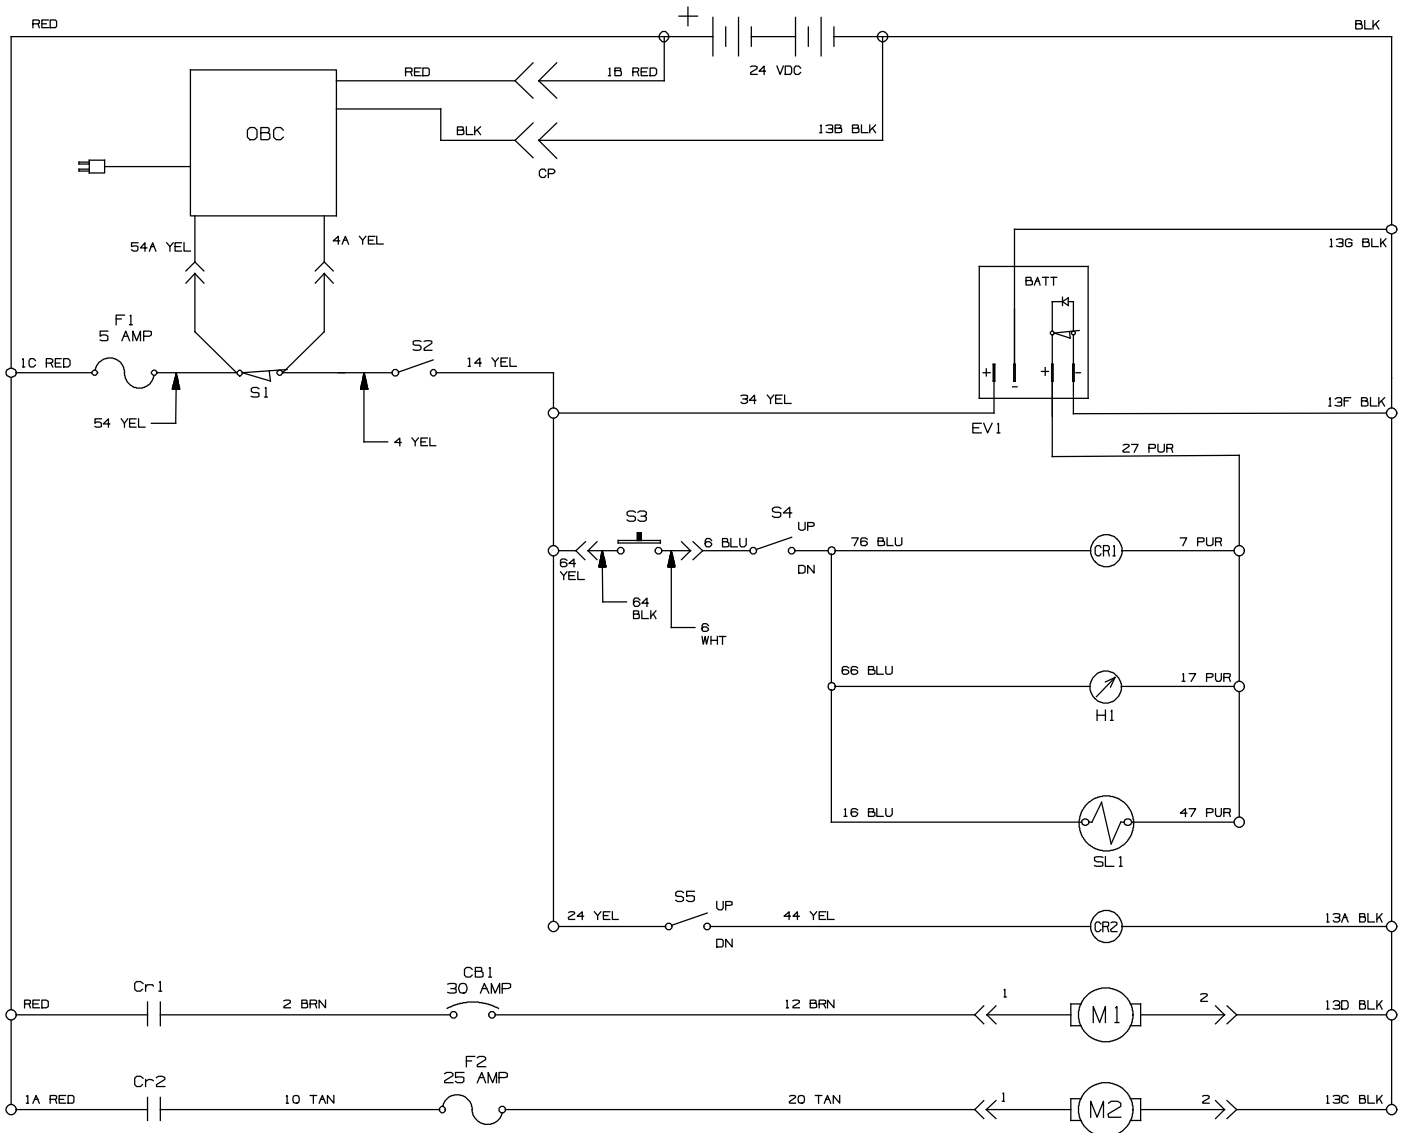 RED
+
BLK
24 VDC
RED
1B RED
OBC
BLK
13B BLK
CP
54A YEL
4A YEL
13G BLK
BATT
F1
5 AMP
S2
1C RED
14 YEL
S1
+
-
+
-
34 YEL
13F BLK
54 YEL
4 YEL
EV1
27 PUR
S3
S4
UP
6 BLU
76 BLU
CR1
7 PUR
64
YEL
DN
64
BLK
6
WHT
66 BLU
17 PUR
H1
16 BLU
47 PUR
SL1
S5
UP
24 YEL
44 YEL
CR2
13A BLK
DN
Cr1
CB1
30 AMP
RED
2 BRN
12 BRN
1
M1
2
13D BLK
Cr2
F2
25 AMP
1A RED
10 TAN
20 TAN
1
M2
2
13C BLK